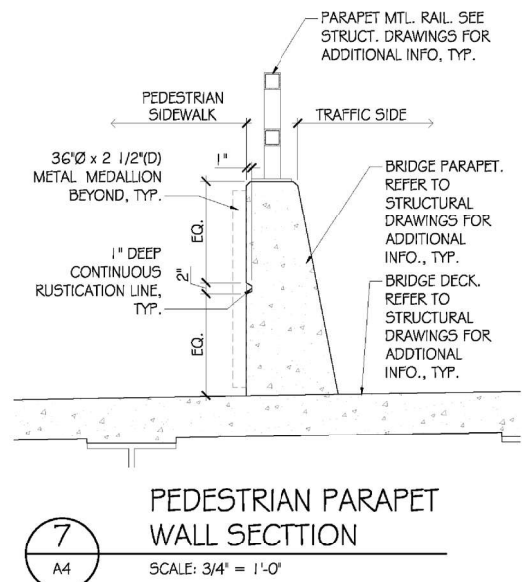 PARAPET MTL. RAIL. SEE
STRUCT. DRAWINGS FOR
ADDITIONAL INFO, TYP.
PEDESTRIAN
SIDEWALK
TRAFFIC SIDE
1"
36"Ø x 2 1/2"(D)
METAL MEDALLION
BEYOND, TYP.
BRIDGE PARAPET.
REFER TO
STRUCTURAL
DRAWINGS FOR
ADDITIONAL
INFO., TYP.
EQ.
1" DEEP
CONTINUOUS
RUSTICATION LINE,
TYP.
2"
BRIDGE DECK.
REFER TO
STRUCTURAL
DRAWINGS FOR
ADDTIONAL
INFO., TYP.
EQ.
7
A4
PEDESTRIAN PARAPET
WALL SECTTION
SCALE: 3/4" = 1'-0"